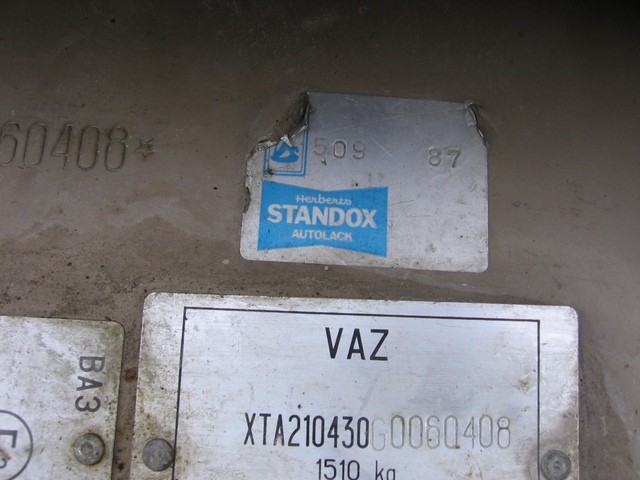 60408*
509 87
Herberts
STANDOX
AUTOLACK
ВАЗ
VAZ
XTA210430G0060408
1510 kg